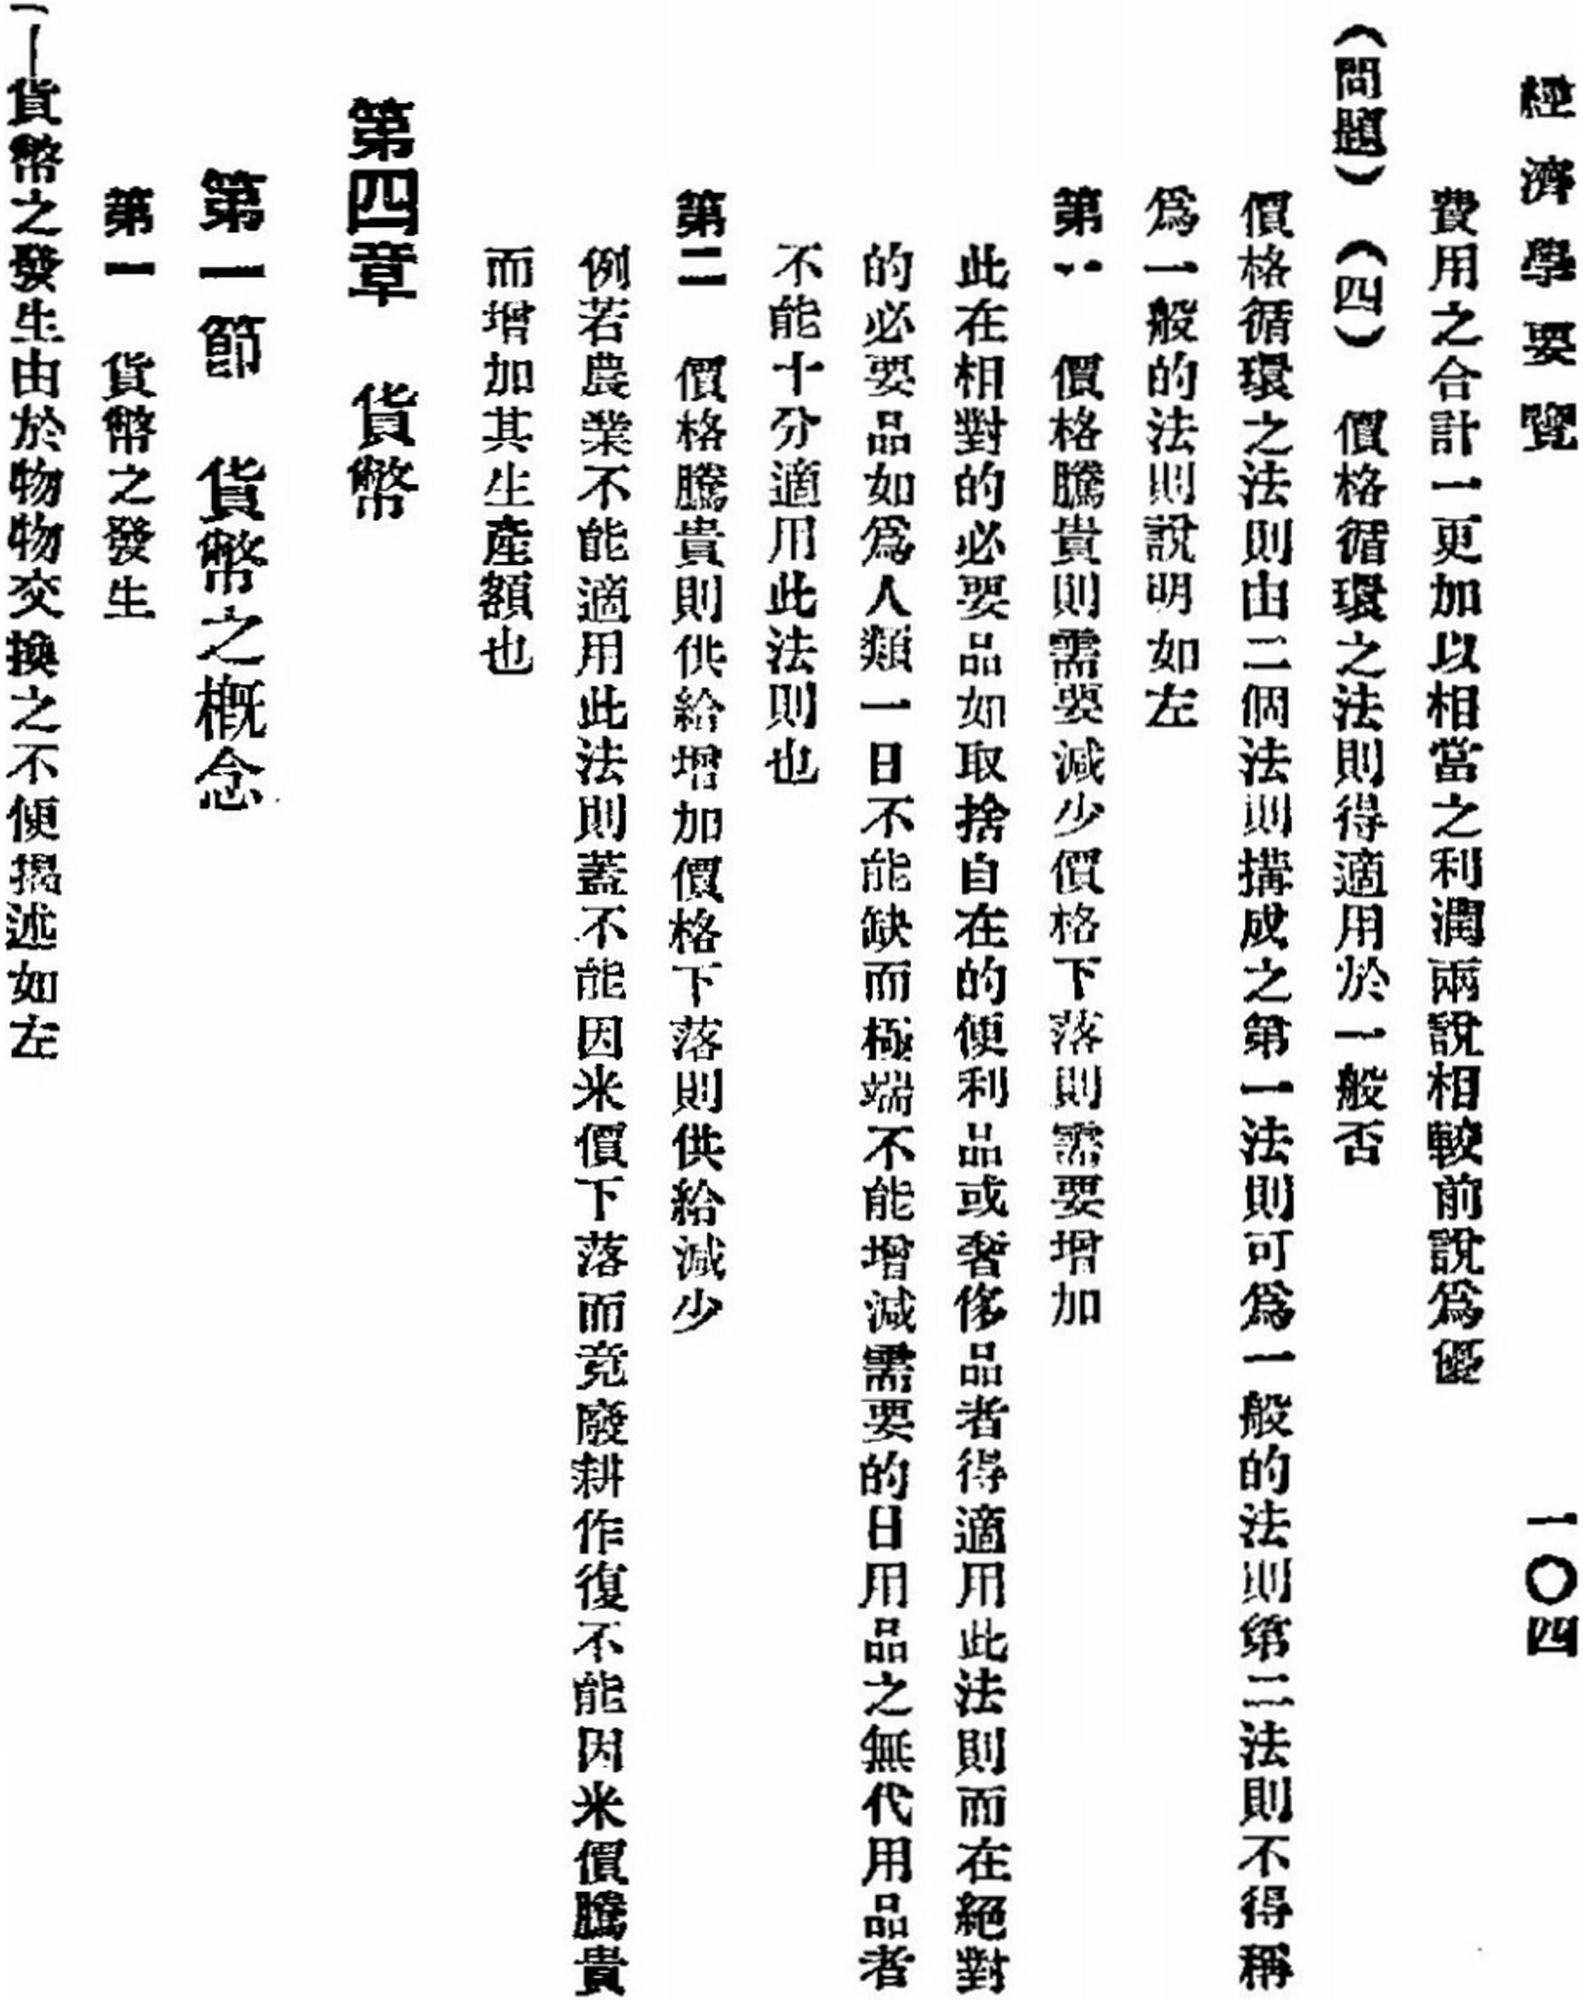 經濟學要覽　一〇四
費用之合計一更加以相當之利潤兩說相較前說爲優
（問題）（四）　價格循環之法則得適用於一般否
價格循環之法則由二個法則搆成之第一法則可爲一般的法則第二法則不得稱
爲一般的法則說明如左
第一　價格騰貴則需要減少價格下落則需要增加
此在相對的必要品如取捨自在的便利品或奢侈品者得適用此法則而在絕對
的必要品如爲人類一日不能缺而極端不能增減需要的日用品之無代用品者
不能十分適用此法則也
第二　價格騰貴則供給增加價格下落則供給減少
例若農業不能適用此法則蓋不能因米價下落而竟廢耕作復不能因米價騰貴
而增加其生產額也
第四章　貨幣
第一節　貨幣之概念
第一　貨幣之發生
貨幣之發生由於物物交換之不便揭述如左